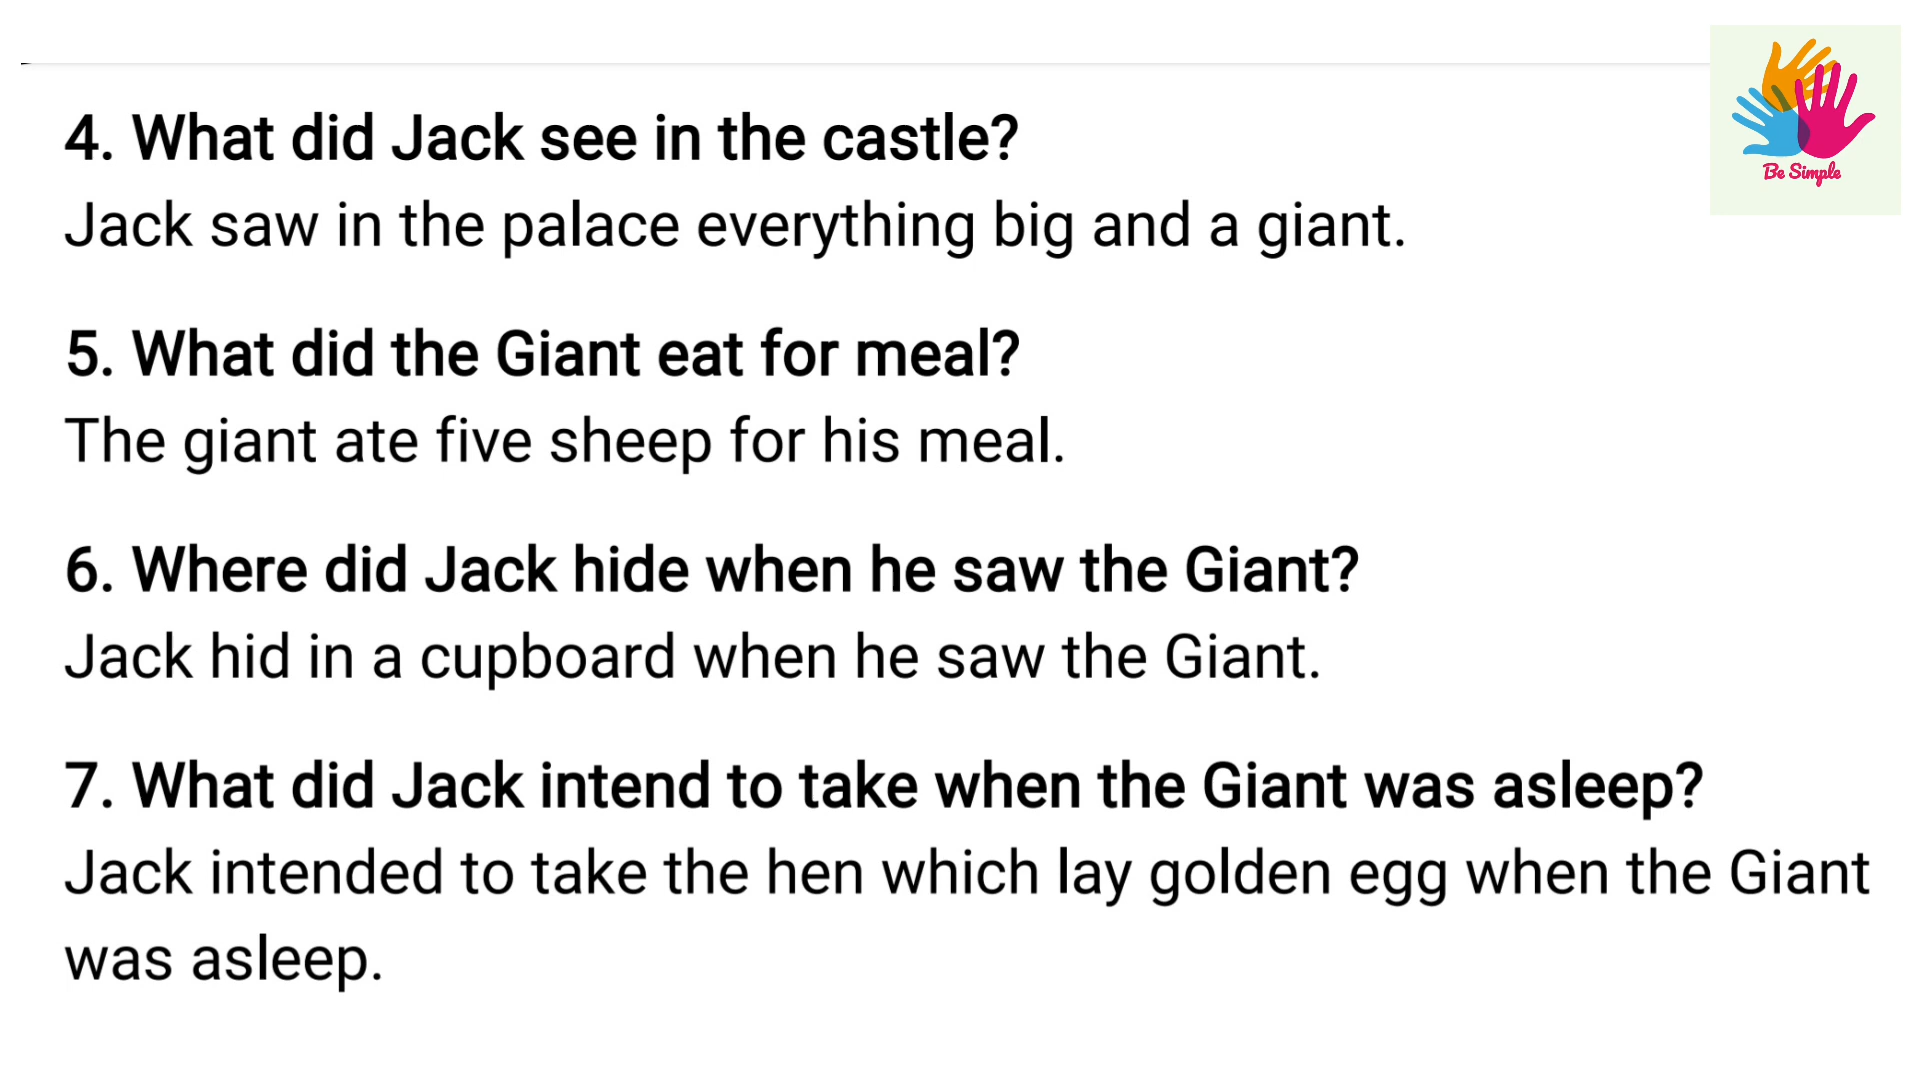 Be Simple
4. What did Jack see in the castle?
Jack saw in the palace everything big and a giant.
5. What did the Giant eat for meal?
The giant ate five sheep for his meal.
6. Where did Jack hide when he saw the Giant?
Jack hid in a cupboard when he saw the Giant.
7. What did Jack intend to take when the Giant was asleep?
Jack intended to take the hen which lay golden egg when the Giant
was asleep.